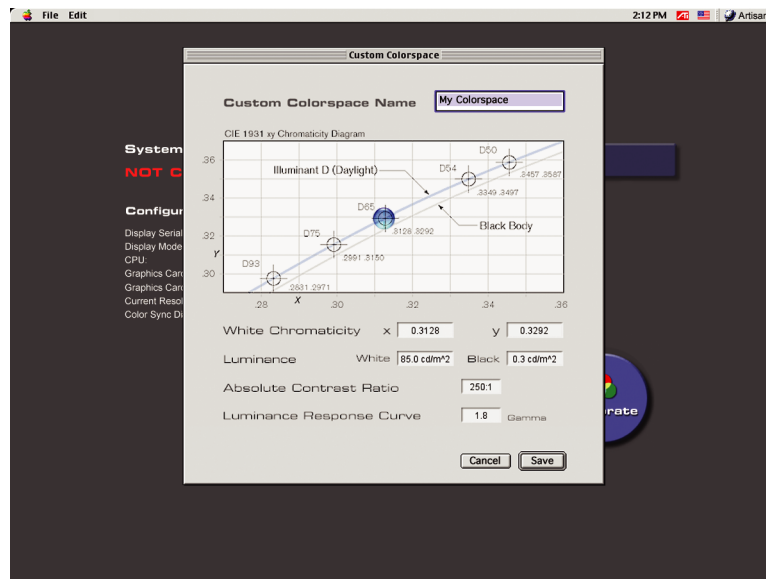 File Edit
2:12 PM
Artisan
Custom Colorspace
Custom Colorspace Name My Colorspace
CIE 1931 xy Chromaticity Diagram
System
NOT C
Configur
Display Serial
Display Mode
CPU:
Graphics Card
Graphics Card
Current Resol
Color Sync Di
.36
.34
.32
Y
.30
.28
X
.30
.32
.34
.36
Illuminant D (Daylight)
Black Body
D50
.3457 .3587
D54
.3349 .3497
D65
.3128 .3292
D75
.2991 .3150
D93
.2831 .2971
White Chromaticity x 0.3128 y 0.3292
Luminance White 85.0 cd/m^2 Black 0.3 cd/m^2
Absolute Contrast Ratio 250:1
Luminance Response Curve 1.8 Gamma
Cancel Save
rate